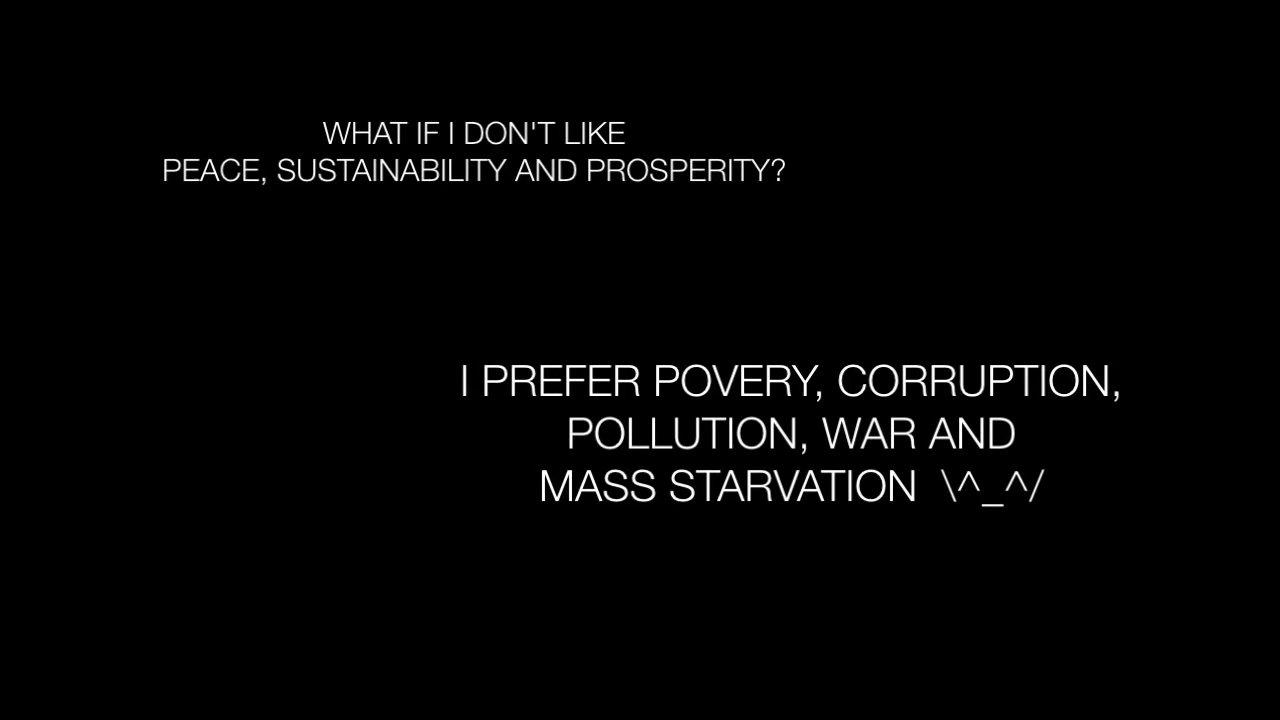 WHAT IF I DON'T LIKE
PEACE, SUSTAINABILITY AND PROSPERITY?
I PREFER POVERY, CORRUPTION,
POLLUTION, WAR AND
MASS STARVATION \^_^/